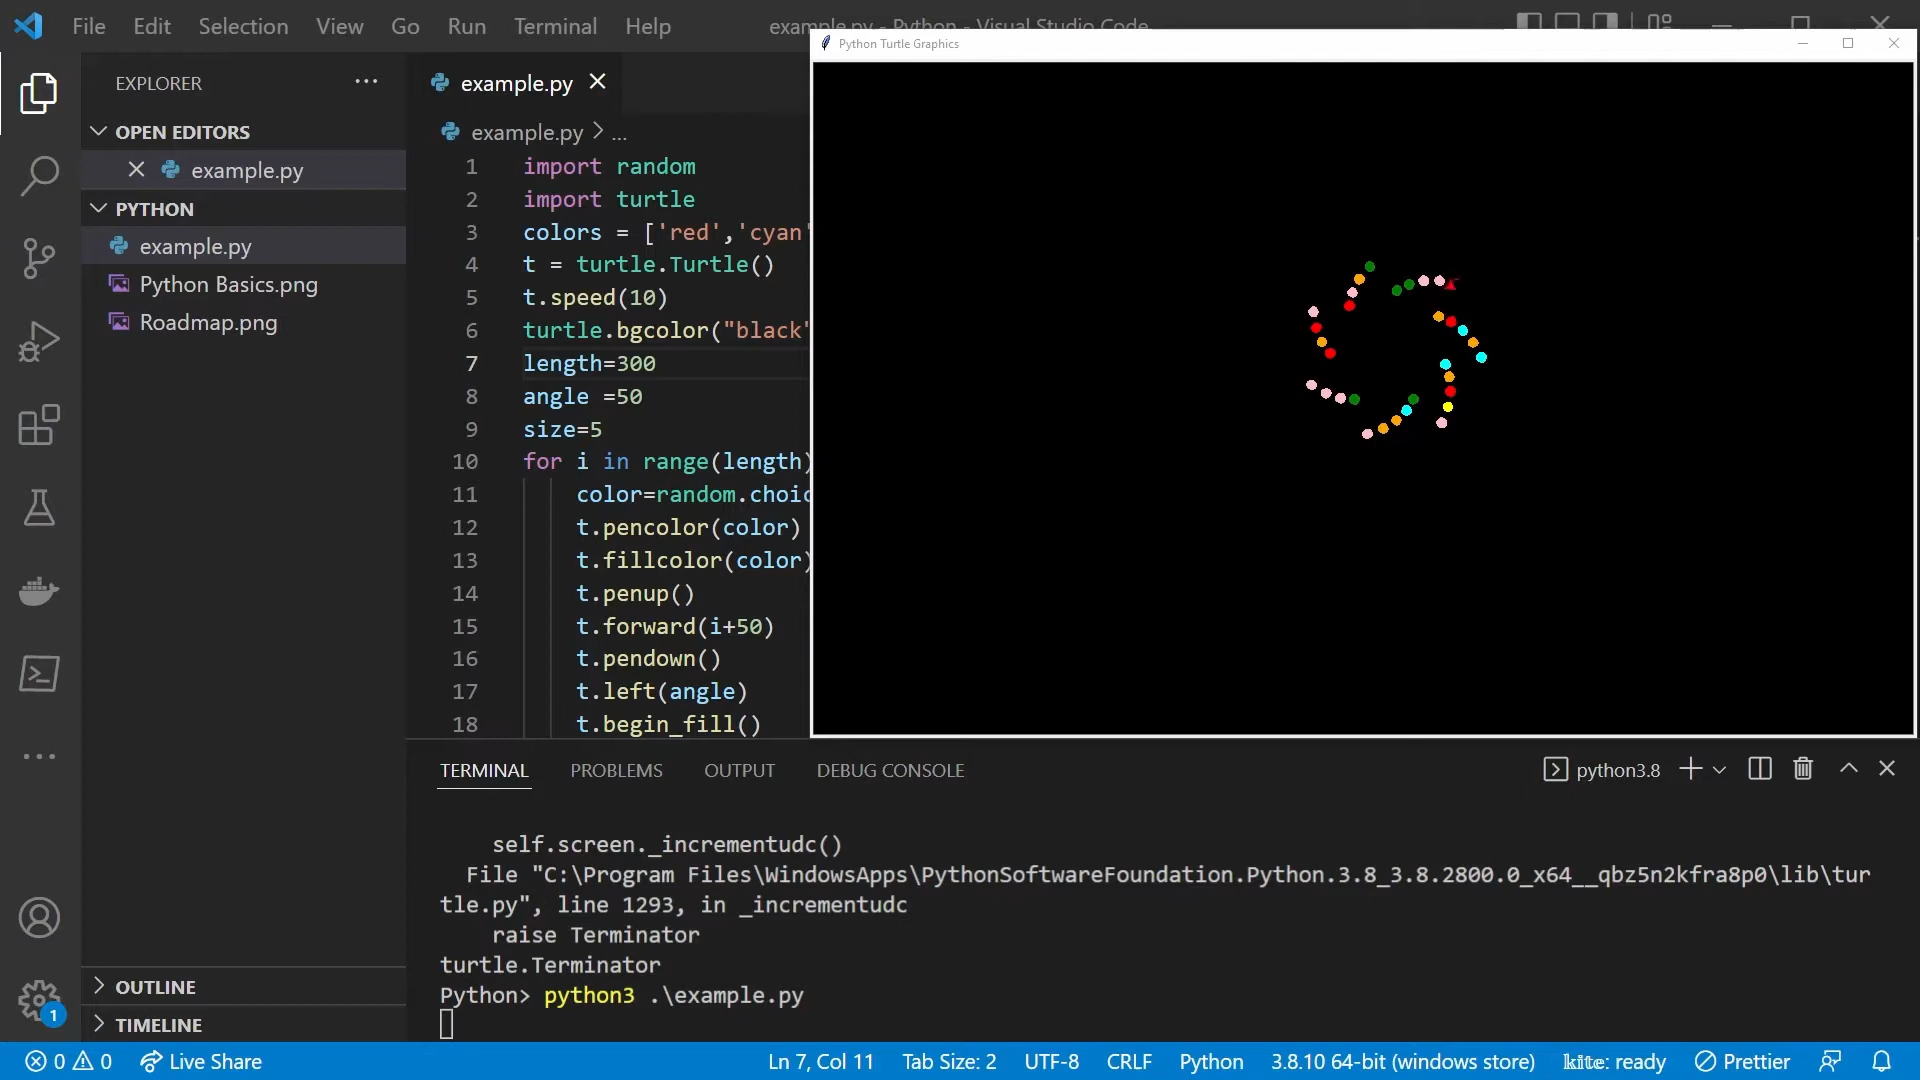 File Edit Selection View Go Run Terminal Help example.py - Python - Visual Studio Code
Python Turtle Graphics
EXPLORER
OPEN EDITORS
example.py
PYTHON
example.py
Python Basics.png
Roadmap.png
OUTLINE
TIMELINE
example.py
example.py > ...
1 import random
2 import turtle
3 colors = ['red','cyan'
4 t = turtle.Turtle()
5 t.speed(10)
6 turtle.bgcolor("black"
7 length=300
8 angle =50
9 size=5
10 for i in range(length)
11 color=random.choic
12 t.pencolor(color)
13 t.fillcolor(color)
14 t.penup()
15 t.forward(i+50)
16 t.pendown()
17 t.left(angle)
18 t.begin_fill()
TERMINAL PROBLEMS OUTPUT DEBUG CONSOLE python3.8
self.screen._incrementudc()
File "C:\Program Files\WindowsApps\PythonSoftwareFoundation.Python.3.8_3.8.2800.0_x64__qbz5n2kfra8p0\lib\tur
tle.py", line 1293, in _incrementudc
raise Terminator
turtle.Terminator
Python> python3 .\example.py
1
0 0 Live Share Ln 7, Col 11 Tab Size: 2 UTF-8 CRLF Python 3.8.10 64-bit (windows store) kite: ready Prettier